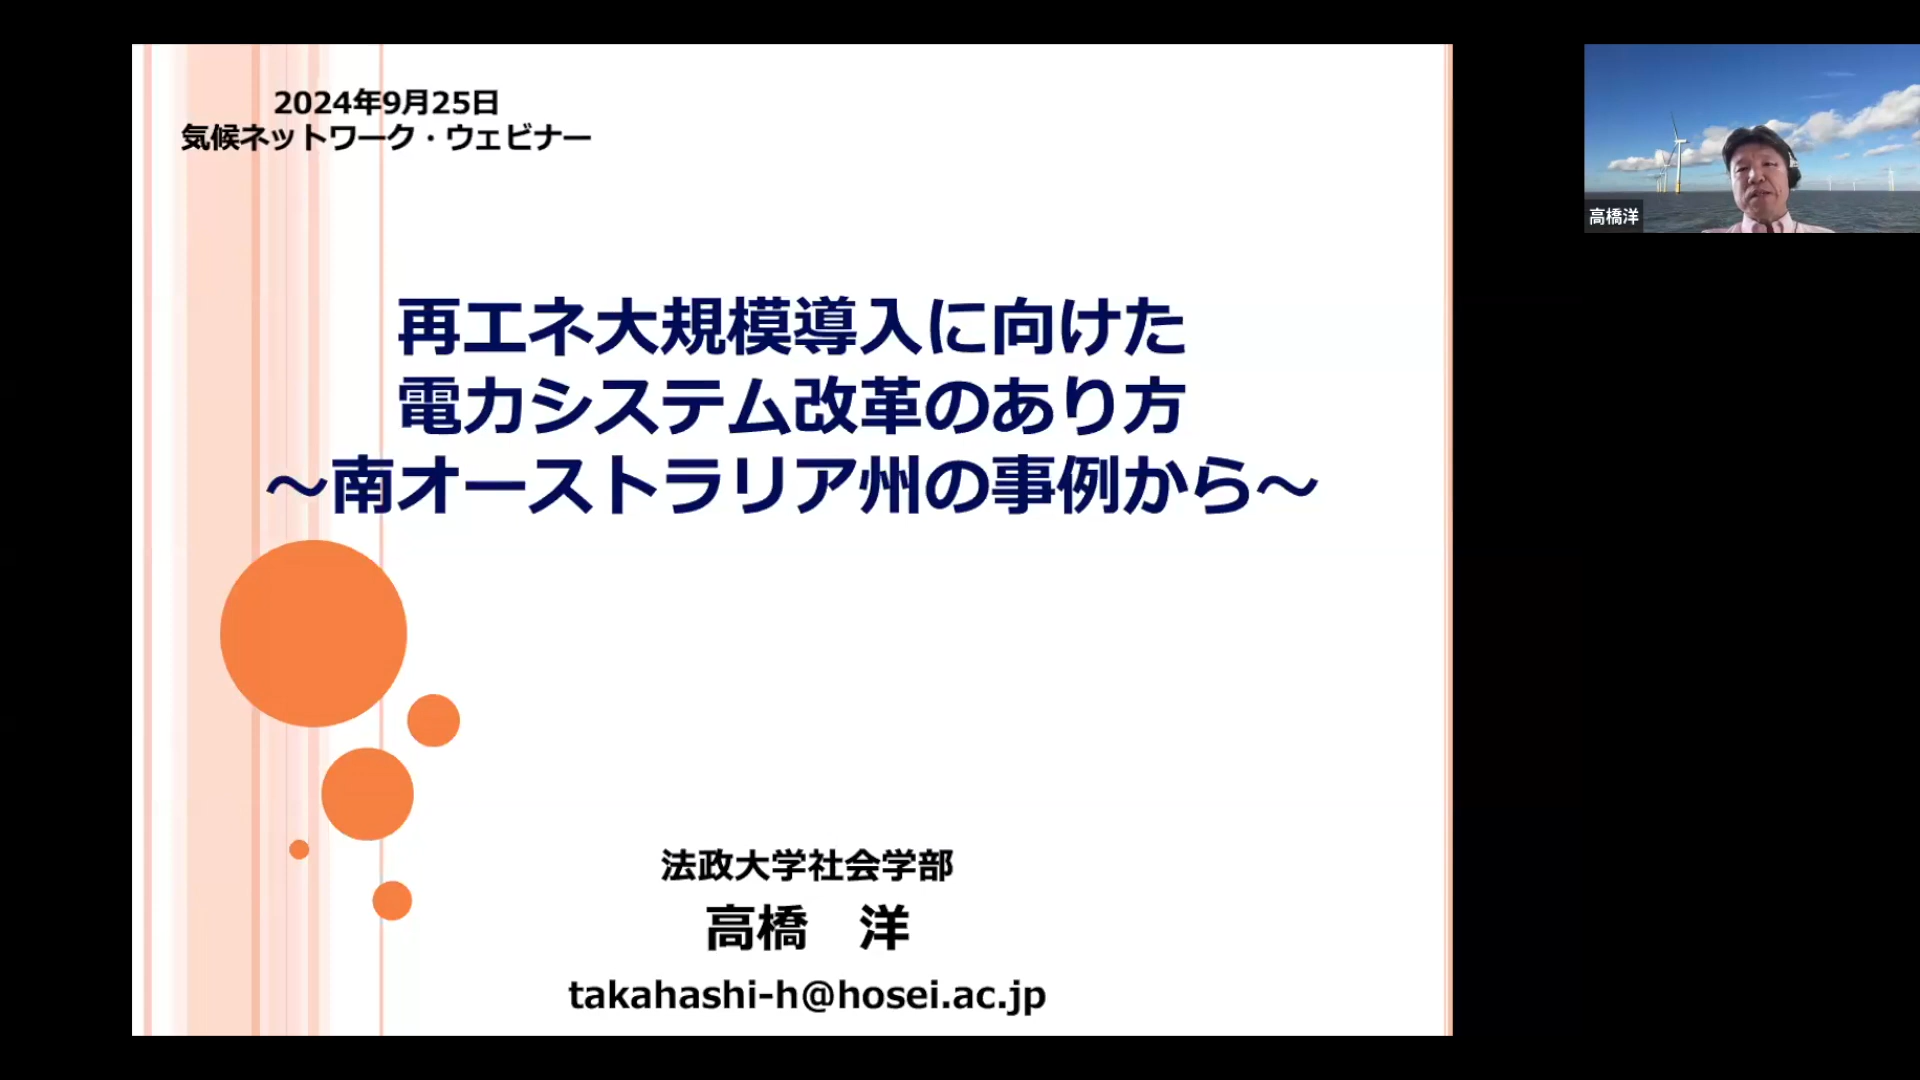 2024年9月25日
気候ネットワーク・ウェビナー
再エネ大規模導入に向けた
電力システム改革のあり方
～南オーストラリア州の事例から～
法政大学社会学部
高橋　洋
takahashi-h@hosei.ac.jp
高橋洋